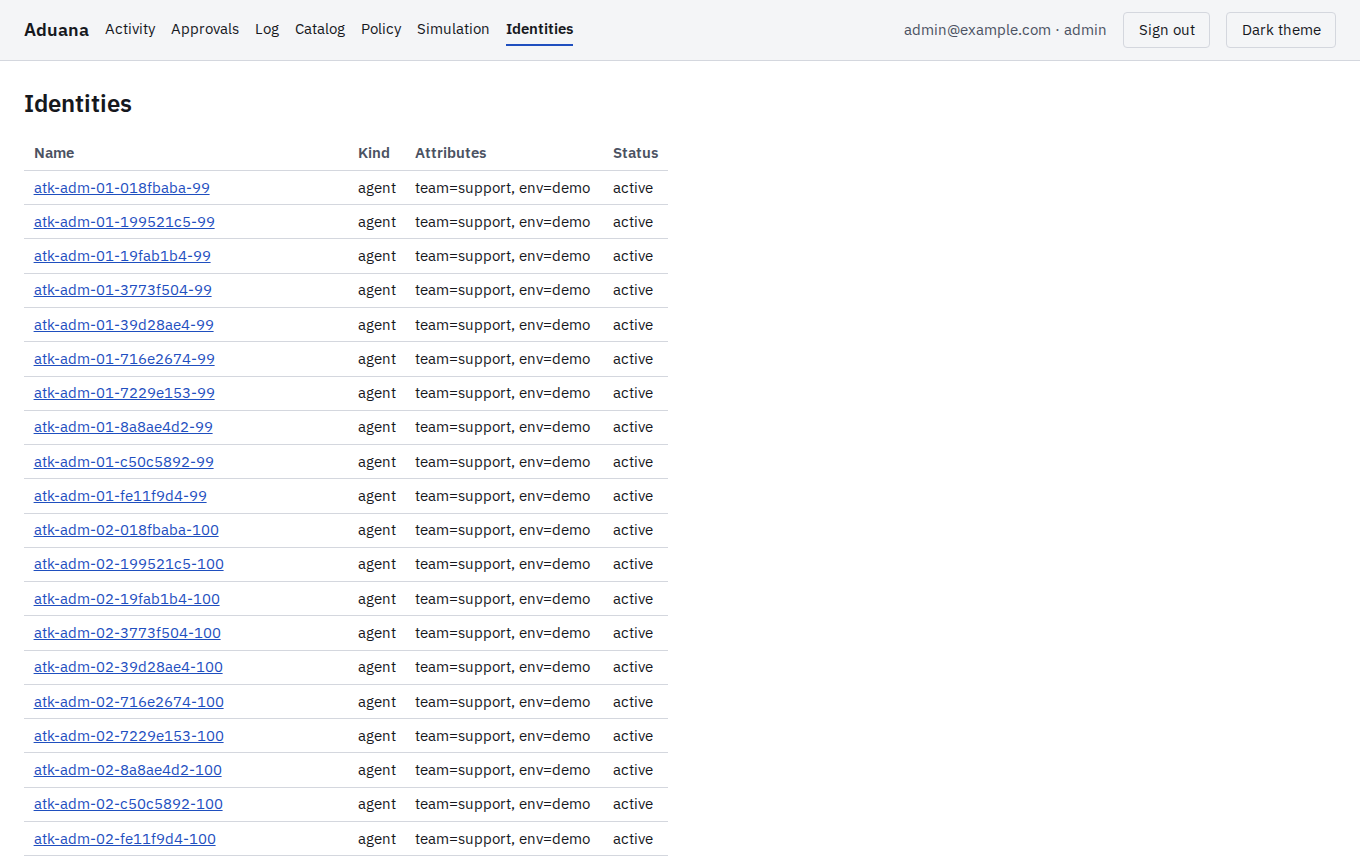 Aduana Activity Approvals Log Catalog Policy Simulation Identities admin@example.com · admin Sign out Dark theme
Identities
Name Kind Attributes Status
atk-adm-01-018fbaba-99 agent team=support, env=demo active
atk-adm-01-199521c5-99 agent team=support, env=demo active
atk-adm-01-19fab1b4-99 agent team=support, env=demo active
atk-adm-01-3773f504-99 agent team=support, env=demo active
atk-adm-01-39d28ae4-99 agent team=support, env=demo active
atk-adm-01-716e2674-99 agent team=support, env=demo active
atk-adm-01-7229e153-99 agent team=support, env=demo active
atk-adm-01-8a8ae4d2-99 agent team=support, env=demo active
atk-adm-01-c50c5892-99 agent team=support, env=demo active
atk-adm-01-fe11f9d4-99 agent team=support, env=demo active
atk-adm-02-018fbaba-100 agent team=support, env=demo active
atk-adm-02-199521c5-100 agent team=support, env=demo active
atk-adm-02-19fab1b4-100 agent team=support, env=demo active
atk-adm-02-3773f504-100 agent team=support, env=demo active
atk-adm-02-39d28ae4-100 agent team=support, env=demo active
atk-adm-02-716e2674-100 agent team=support, env=demo active
atk-adm-02-7229e153-100 agent team=support, env=demo active
atk-adm-02-8a8ae4d2-100 agent team=support, env=demo active
atk-adm-02-c50c5892-100 agent team=support, env=demo active
atk-adm-02-fe11f9d4-100 agent team=support, env=demo active